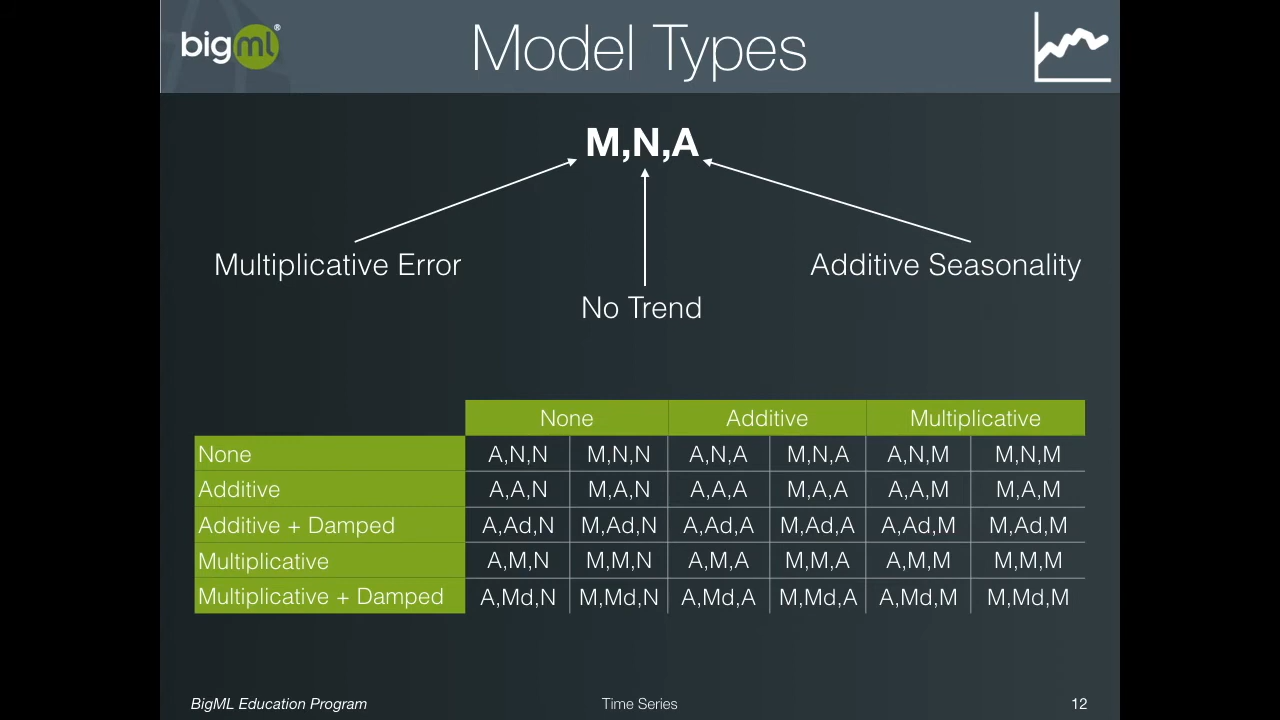 bigml®
Model Types
M,N,A
Multiplicative Error
Additive Seasonality
No Trend
None Additive Multiplicative
None A,N,N M,N,N A,N,A M,N,A A,N,M M,N,M
Additive A,A,N M,A,N A,A,A M,A,A A,A,M M,A,M
Additive + Damped A,Ad,N M,Ad,N A,Ad,A M,Ad,A A,Ad,M M,Ad,M
Multiplicative A,M,N M,M,N A,M,A M,M,A A,M,M M,M,M
Multiplicative + Damped A,Md,N M,Md,N A,Md,A M,Md,A A,Md,M M,Md,M
BigML Education Program Time Series 12